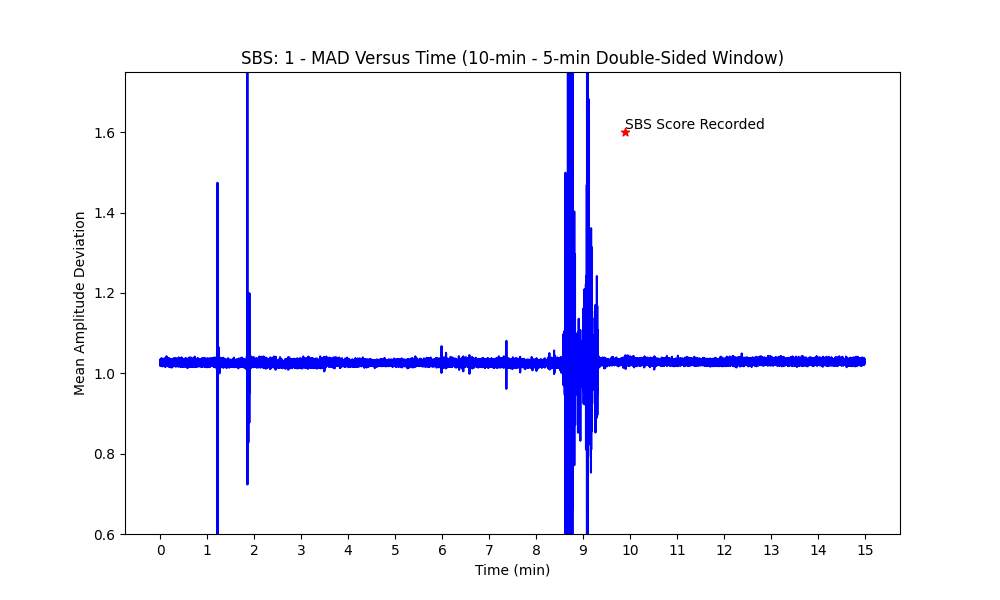 SBS: 1 - MAD Versus Time (10-min - 5-min Double-Sided Window)
SBS Score Recorded
Mean Amplitude Deviation
1.6
1.4
1.2
1.0
0.8
0.6
0 1 2 3 4 5 6 7 8 9 10 11 12 13 14 15
Time (min)